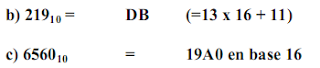 b) 219₁₀ = DB (=13 x 16 + 11)
c) 6560₁₀ = 19A0 en base 16